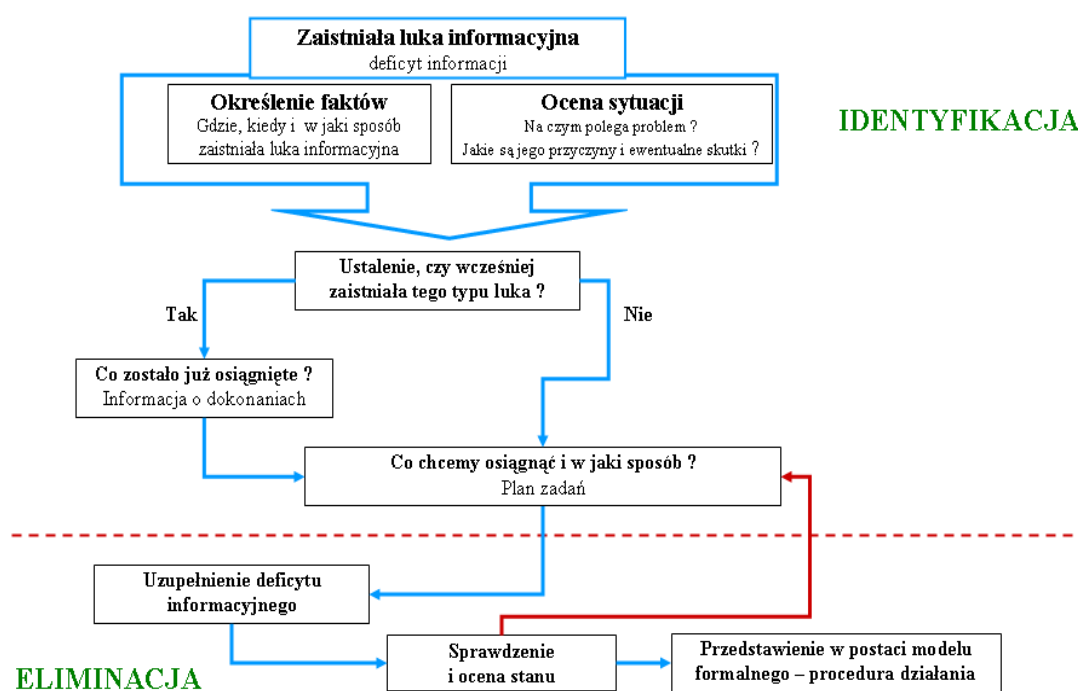 Zaistniała luka informacyjna
deficyt informacji
Określenie faktów
Gdzie, kiedy i w jaki sposób
zaistniała luka informacyjna
Ocena sytuacji
Na czym polega problem ?
Jakie są jego przyczyny i ewentualne skutki ?
IDENTYFIKACJA
Ustalenie, czy wcześniej
zaistniała tego typu luka ?
Tak
Nie
Co zostało już osiągnięte ?
Informacja o dokonaniach
Co chcemy osiągnąć i w jaki sposób ?
Plan zadań
Uzupełnienie deficytu
informacyjnego
Sprawdzenie
i ocena stanu
Przedstawienie w postaci modelu
formalnego – procedura działania
ELIMINACJA